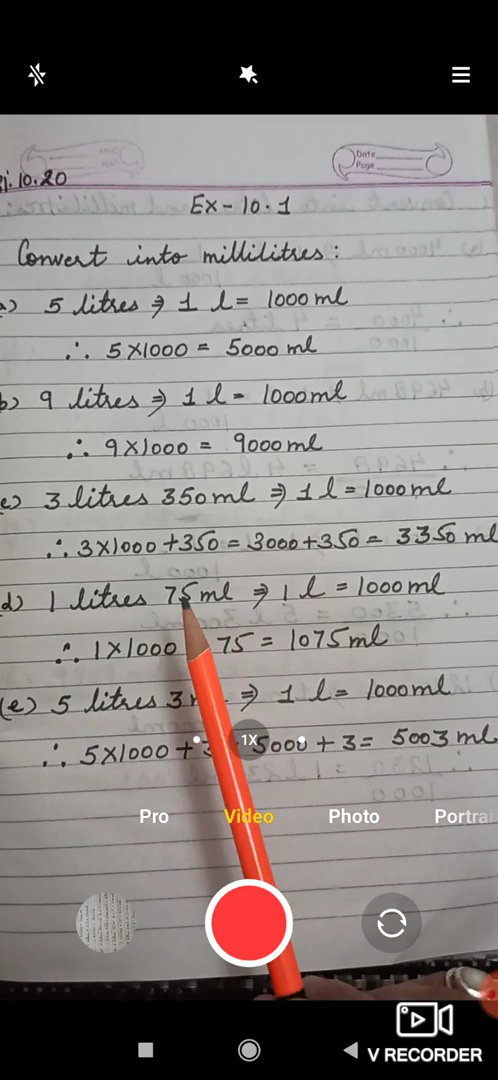 Date
Page
.10.20
Ex-10.1
Convert into millilitres:
a) 5 litres ⇒ 1 l = 1000 ml
∴ 5×1000 = 5000 ml
b) 9 litres ⇒ 1 l = 1000 ml
∴ 9×1000 = 9000 ml
c) 3 litres 350 ml ⇒ 1 l = 1000 ml
∴ 3×1000 + 350 = 3000 + 350 = 3350 ml
d) 1 litres 75 ml ⇒ 1 l = 1000 ml
∴ 1×1000 75 = 1075 ml
(e) 5 litres 3 ⇒ 1 l = 1000 ml
∴ 5×1000 + 5000 + 3 = 5003 ml
1X
Pro Video Photo Portrai
V RECORDER